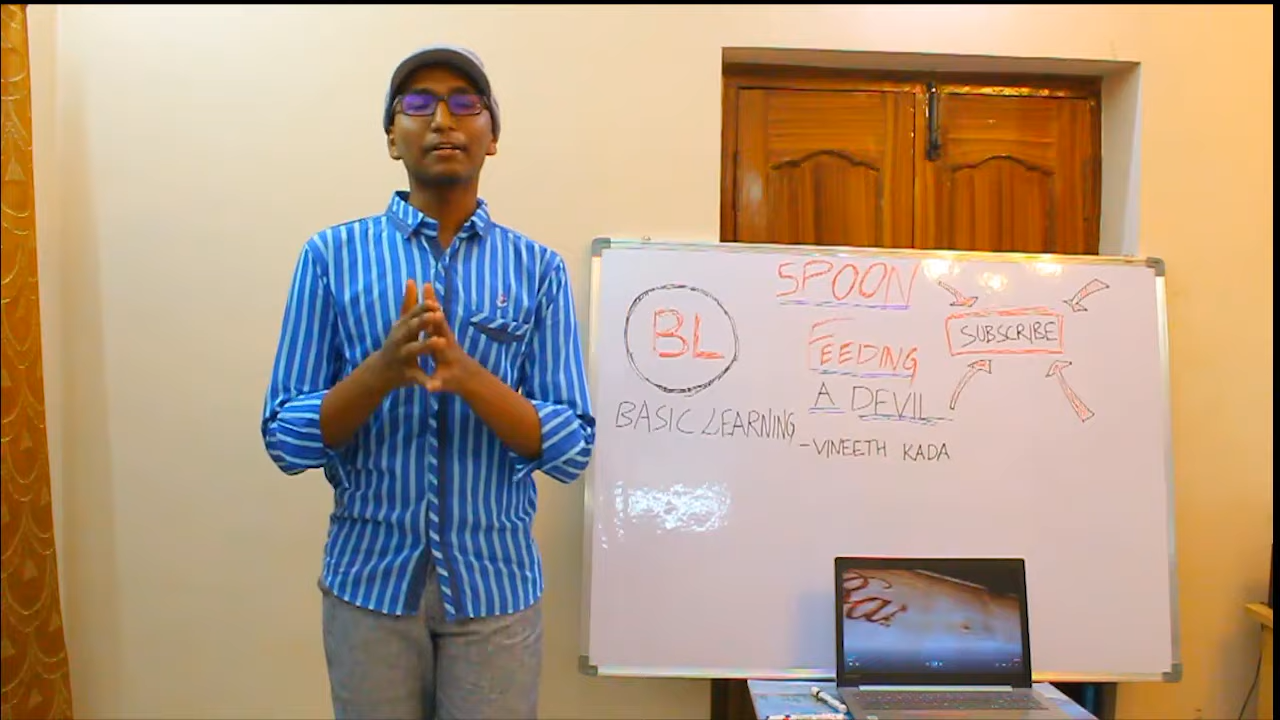 BL
BASIC LEARNING
SPOON
FEEDING
A DEVIL
-VINEETH KADA
SUBSCRIBE